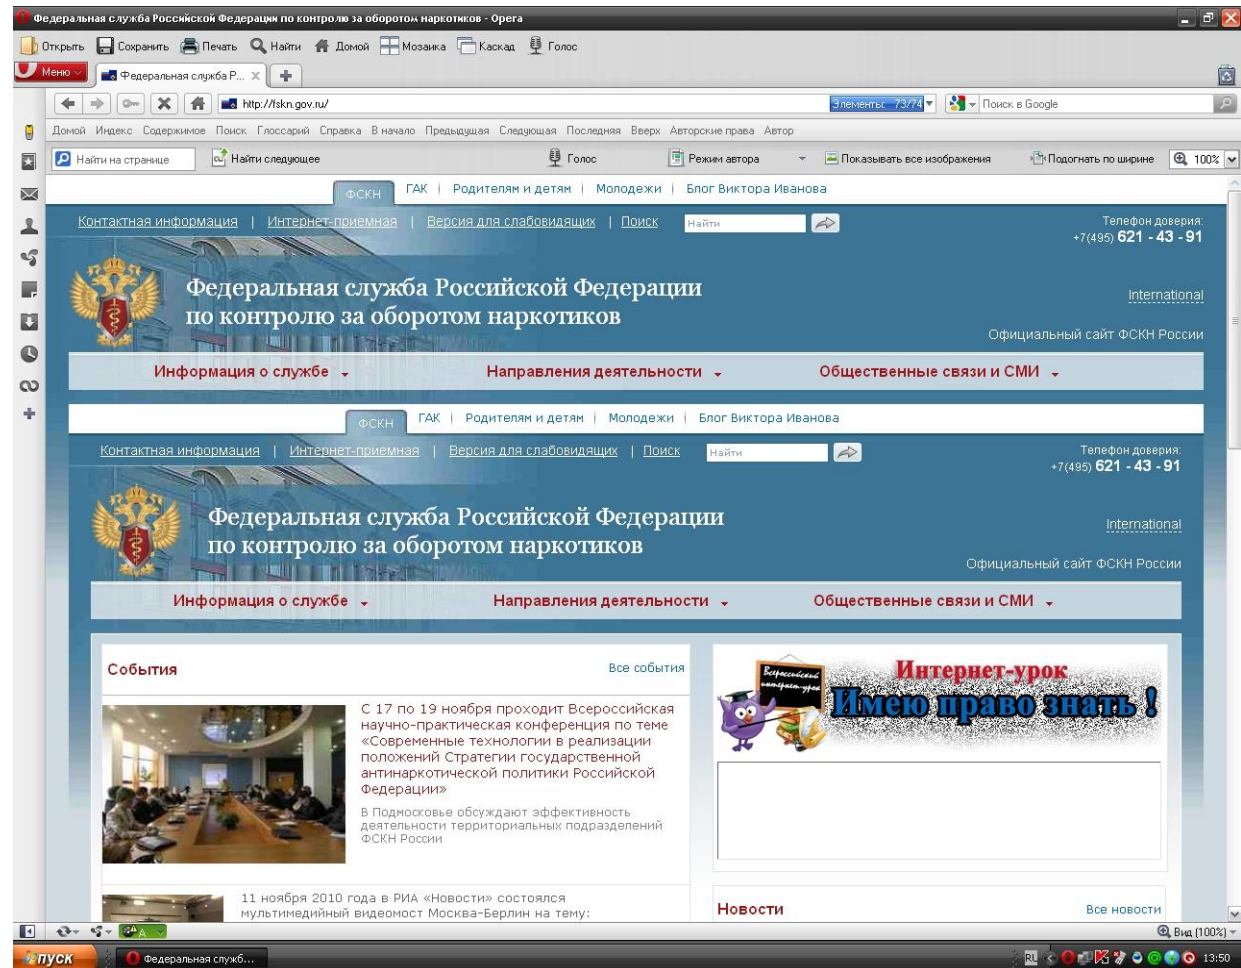 Федеральная служба Российской Федерации по контролю за оборотом наркотиков - Opera
Открыть Сохранить Печать Найти Домой Мозаика Каскад Голос
Меню Федеральная служба Р...
http://fskn.gov.ru/ Элементы: 73/74 Поиск в Google
Домой Индекс Содержимое Поиск Глоссарий Справка В начало Предыдущая Следующая Последняя Вверх Авторские права Автор
Найти на странице Найти следующее Голос Режим автора Показывать все изображения Подогнать по ширине 100%
ФСКН ГАК | Родителям и детям | Молодежи | Блог Виктора Иванова
Контактная информация | Интернет-приемная | Версия для слабовидящих | Поиск Найти
Телефон доверия:
+7(495) 621 - 43 - 91
Федеральная служба Российской Федерации
по контролю за оборотом наркотиков
International
Официальный сайт ФСКН России
Информация о службе Направления деятельности Общественные связи и СМИ
ФСКН ГАК | Родителям и детям | Молодежи | Блог Виктора Иванова
Контактная информация | Интернет-приемная | Версия для слабовидящих | Поиск Найти
Телефон доверия:
+7(495) 621 - 43 - 91
Федеральная служба Российской Федерации
по контролю за оборотом наркотиков
International
Официальный сайт ФСКН России
Информация о службе Направления деятельности Общественные связи и СМИ
События Все события
С 17 по 19 ноября проходит Всероссийская
научно-практическая конференция по теме
«Современные технологии в реализации
положений Стратегии государственной
антинаркотической политики Российской
Федерации»
В Подмосковье обсуждают эффективность
деятельности территориальных подразделений
ФСКН России
11 ноября 2010 года в РИА «Новости» состоялся
мультимедийный видеомост Москва-Берлин на тему:
Всероссийский
интернет-урок
Интернет-урок
Имею право знать !
Новости Все новости
Вид (100%)
пуск Федеральная служб... RL 13:50